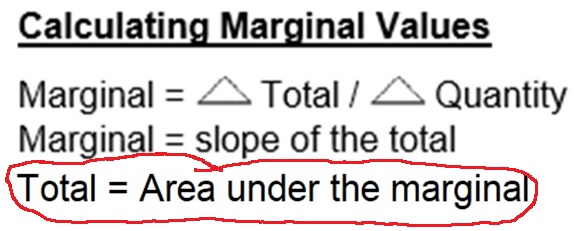 Calculating Marginal Values
Marginal = △ Total / △ Quantity
Marginal = slope of the total
Total = Area under the marginal